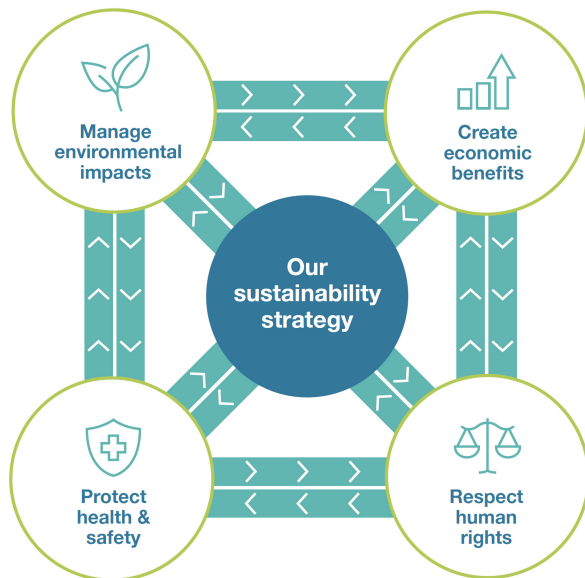 Manage
environmental
impacts
Create
economic
benefits
Our
sustainability
strategy
Protect
health &
safety
Respect
human
rights